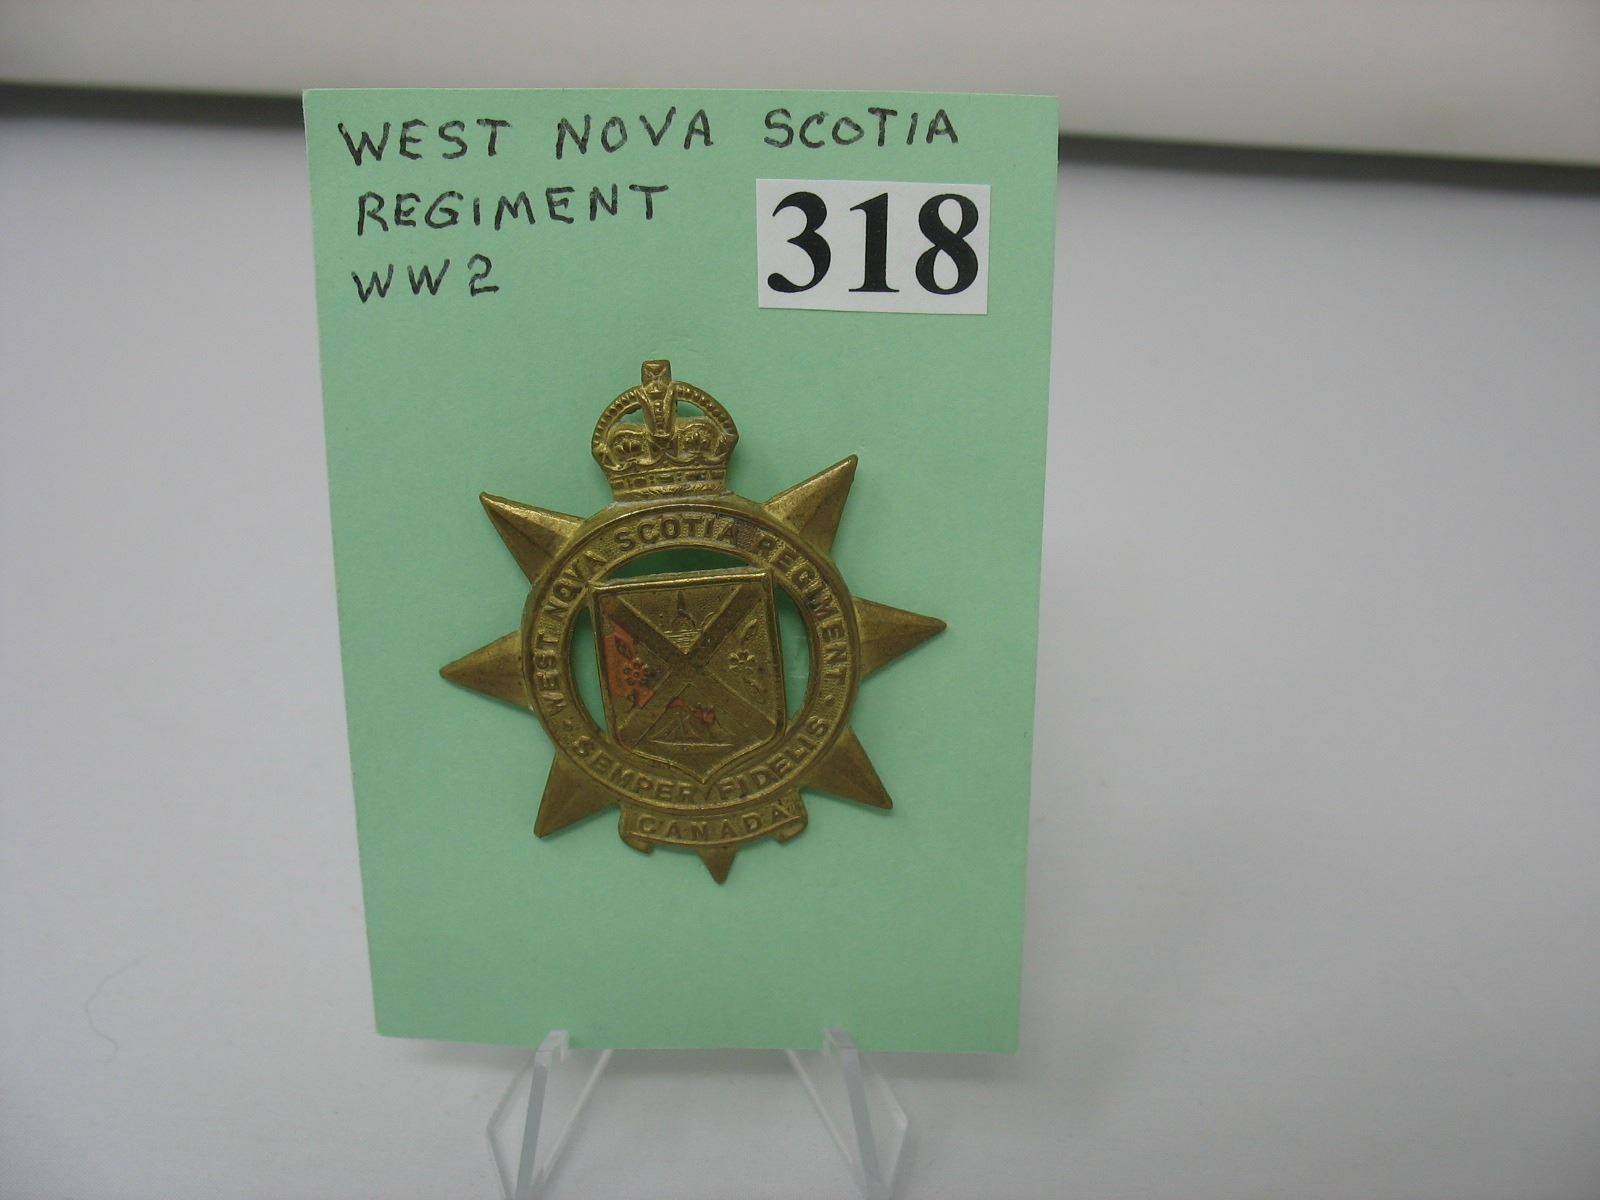 WEST NOVA SCOTIA
REGIMENT
WW2
318
WEST NOVA SCOTIA REGIMENT
SEMPER FIDELIS
CANADA